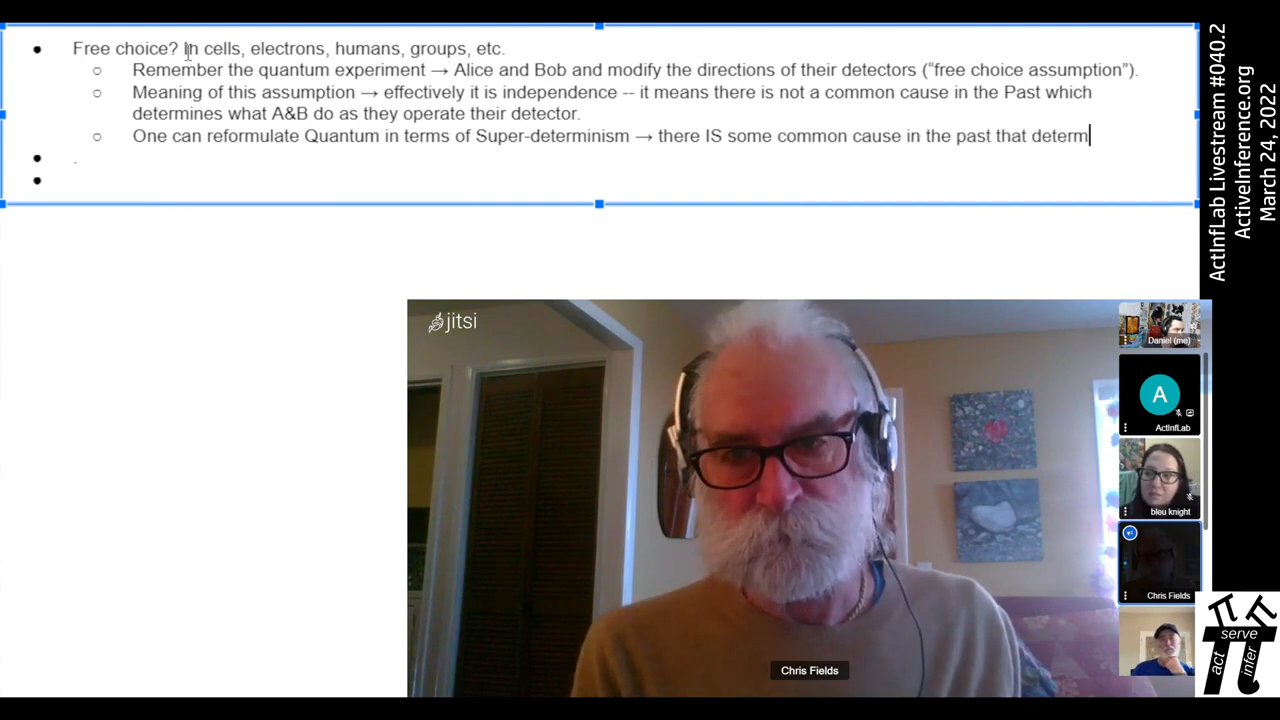 Free choice? In cells, electrons, humans, groups, etc.
Remember the quantum experiment → Alice and Bob and modify the directions of their detectors (“free choice assumption”).
Meaning of this assumption → effectively it is independence -- it means there is not a common cause in the Past which
determines what A&B do as they operate their detector.
One can reformulate Quantum in terms of Super-determinism → there IS some common cause in the past that determ
ActInfLab Livestream #040.2
ActiveInference.org
March 24, 2022
jitsi
Daniel (me)
A
ActInfLab
bleu knight
Chris Fields
Chris Fields
act
serve
infer